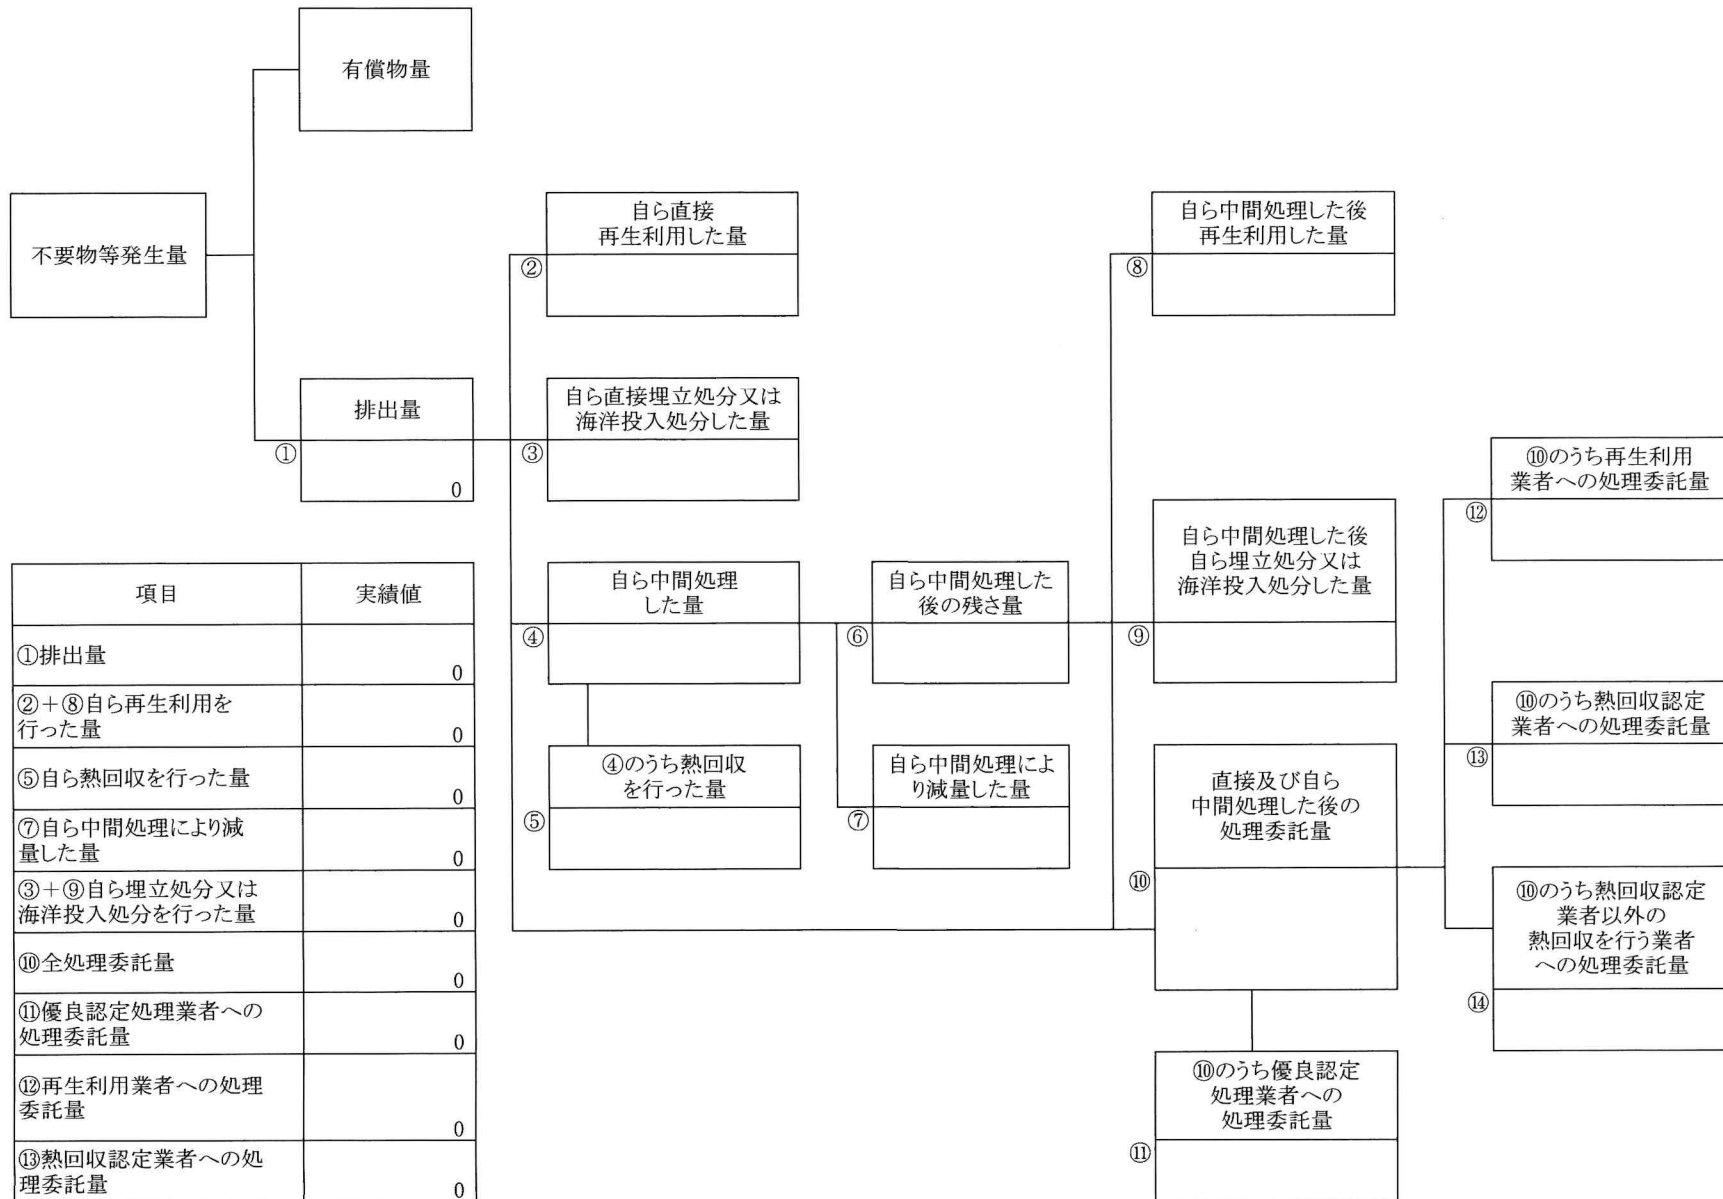 有償物量
不要物等発生量
自ら直接
再生利用した量
②
自ら中間処理した後
再生利用した量
⑧
排出量
①
0
自ら直接埋立処分又は
海洋投入処分した量
③
⑩のうち再生利用
業者への処理委託量
⑫
自ら中間処理した後
自ら埋立処分又は
海洋投入処分した量
⑨
自ら中間処理
した量
④
自ら中間処理した
後の残さ量
⑥
④のうち熱回収
を行った量
⑤
自ら中間処理によ
り減量した量
⑦
直接及び自ら
中間処理した後の
処理委託量
⑩
⑩のうち熱回収認定
業者への処理委託量
⑬
⑩のうち熱回収認定
業者以外の
熱回収を行う業者
への処理委託量
⑭
⑩のうち優良認定
処理業者への
処理委託量
⑪
項目 実績値
①排出量
0
②+⑧自ら再生利用を
行った量
0
⑤自ら熱回収を行った量
0
⑦自ら中間処理により減
量した量
0
③+⑨自ら埋立処分又は
海洋投入処分を行った量
0
⑩全処理委託量
0
⑪優良認定処理業者への
処理委託量
0
⑫再生利用業者への処理
委託量
0
⑬熱回収認定業者への処
理委託量
0